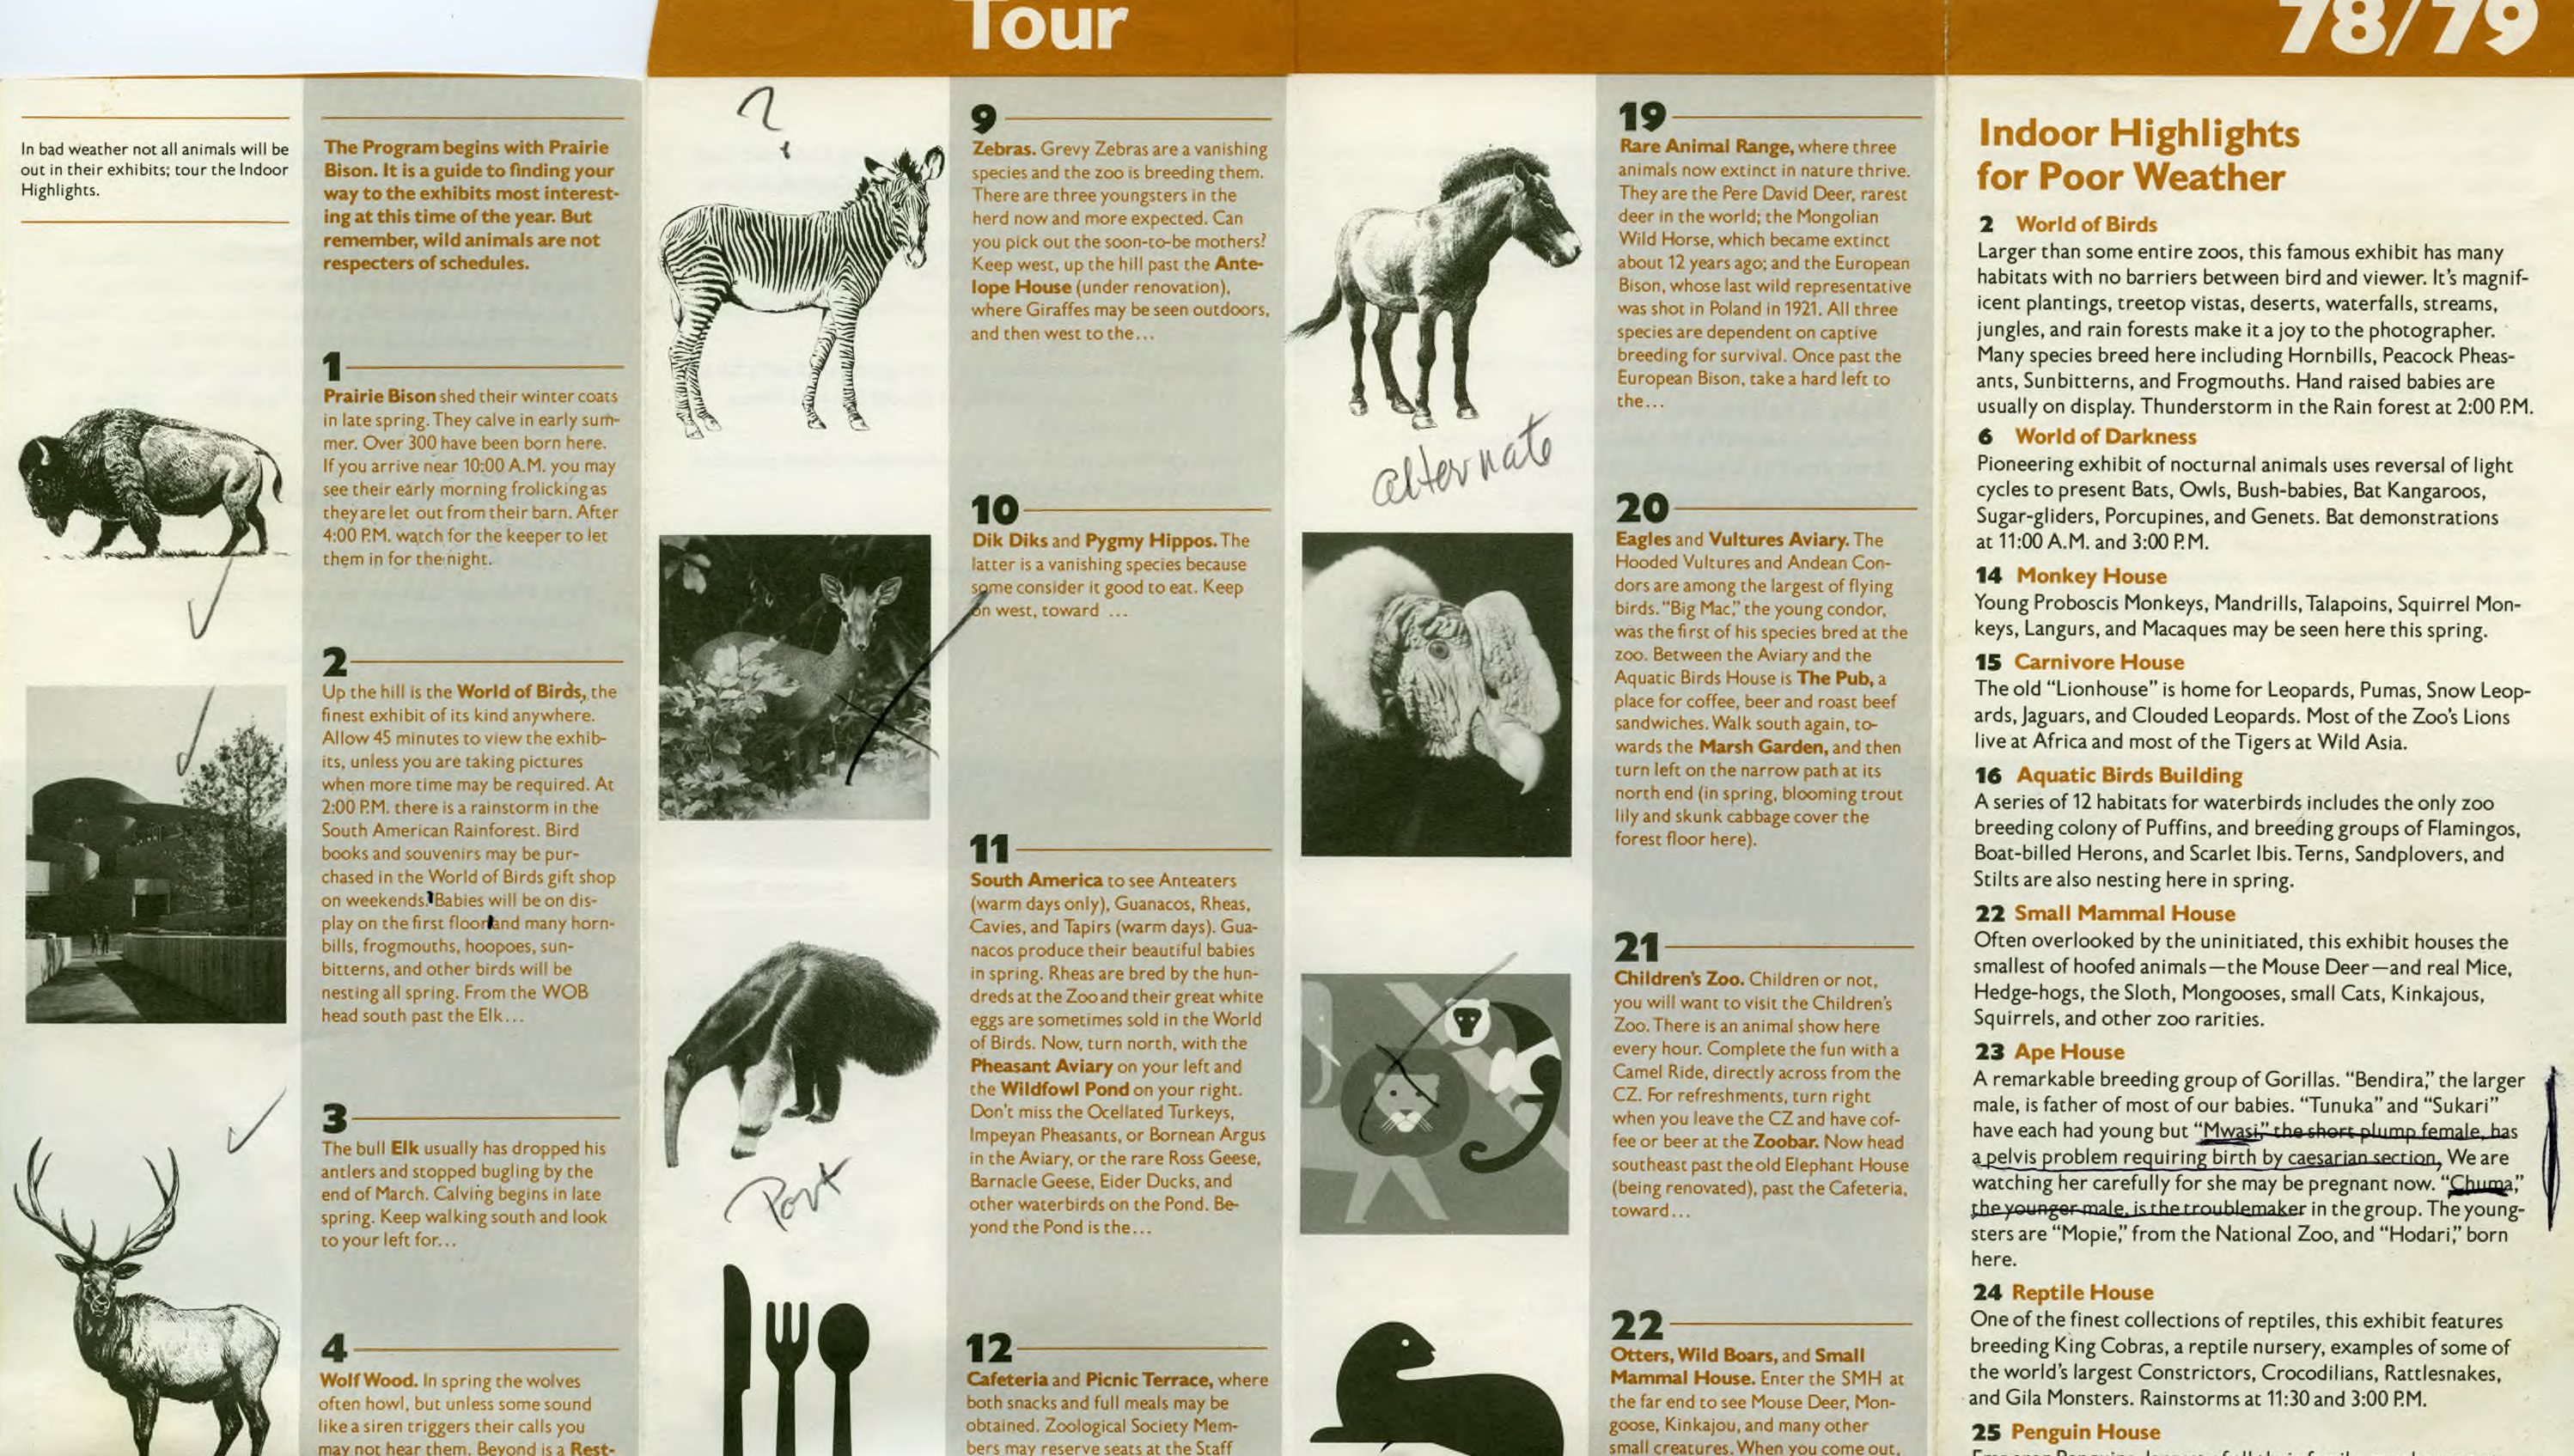 Tour
78/79
In bad weather not all animals will be
out in their exhibits; tour the Indoor
Highlights.
The Program begins with Prairie
Bison. It is a guide to finding your
way to the exhibits most interest-
ing at this time of the year. But
remember, wild animals are not
respecters of schedules.
1
Prairie Bison shed their winter coats
in late spring. They calve in early sum-
mer. Over 300 have been born here.
If you arrive near 10:00 A.M. you may
see their early morning frolicking as
they are let out from their barn. After
4:00 P.M. watch for the keeper to let
them in for the night.
2
Up the hill is the World of Birds, the
finest exhibit of its kind anywhere.
Allow 45 minutes to view the exhib-
its, unless you are taking pictures
when more time may be required. At
2:00 P.M. there is a rainstorm in the
South American Rainforest. Bird
books and souvenirs may be pur-
chased in the World of Birds gift shop
on weekends. Babies will be on dis-
play on the first floor and many horn-
bills, frogmouths, hoopoes, sun-
bitterns, and other birds will be
nesting all spring. From the WOB
head south past the Elk...
3
The bull Elk usually has dropped his
antlers and stopped bugling by the
end of March. Calving begins in late
spring. Keep walking south and look
to your left for...
4
Wolf Wood. In spring the wolves
often howl, but unless some sound
like a siren triggers their calls you
may not hear them. Beyond is a Rest-
?
9
Zebras. Grevy Zebras are a vanishing
species and the zoo is breeding them.
There are three youngsters in the
herd now and more expected. Can
you pick out the soon-to-be mothers?
Keep west, up the hill past the Ante-
lope House (under renovation),
where Giraffes may be seen outdoors,
and then west to the...
10
Dik Diks and Pygmy Hippos. The
latter is a vanishing species because
some consider it good to eat. Keep
on west, toward ...
11
South America to see Anteaters
(warm days only), Guanacos, Rheas,
Cavies, and Tapirs (warm days). Gua-
nacos produce their beautiful babies
in spring. Rheas are bred by the hun-
dreds at the Zoo and their great white
eggs are sometimes sold in the World
of Birds. Now, turn north, with the
Pheasant Aviary on your left and
the Wildfowl Pond on your right.
Don't miss the Ocellated Turkeys,
Impeyan Pheasants, or Bornean Argus
in the Aviary, or the rare Ross Geese,
Barnacle Geese, Eider Ducks, and
other waterbirds on the Pond. Be-
yond the Pond is the...
12
Cafeteria and Picnic Terrace, where
both snacks and full meals may be
obtained. Zoological Society Mem-
bers may reserve seats at the Staff
alternate
19
Rare Animal Range, where three
animals now extinct in nature thrive.
They are the Pere David Deer, rarest
deer in the world; the Mongolian
Wild Horse, which became extinct
about 12 years ago; and the European
Bison, whose last wild representative
was shot in Poland in 1921. All three
species are dependent on captive
breeding for survival. Once past the
European Bison, take a hard left to
the...
20
Eagles and Vultures Aviary. The
Hooded Vultures and Andean Con-
dors are among the largest of flying
birds. "Big Mac," the young condor,
was the first of his species bred at the
zoo. Between the Aviary and the
Aquatic Birds House is The Pub, a
place for coffee, beer and roast beef
sandwiches. Walk south again, to-
wards the Marsh Garden, and then
turn left on the narrow path at its
north end (in spring, blooming trout
lily and skunk cabbage cover the
forest floor here).
21
Children's Zoo. Children or not,
you will want to visit the Children's
Zoo. There is an animal show here
every hour. Complete the fun with a
Camel Ride, directly across from the
CZ. For refreshments, turn right
when you leave the CZ and have cof-
fee or beer at the Zoobar. Now head
southeast past the old Elephant House
(being renovated), past the Cafeteria,
toward...
22
Otters, Wild Boars, and Small
Mammal House. Enter the SMH at
the far end to see Mouse Deer, Mon-
goose, Kinkajou, and many other
small creatures. When you come out,
Indoor Highlights
for Poor Weather
2 World of Birds
Larger than some entire zoos, this famous exhibit has many
habitats with no barriers between bird and viewer. It's magnif-
icent plantings, treetop vistas, deserts, waterfalls, streams,
jungles, and rain forests make it a joy to the photographer.
Many species breed here including Hornbills, Peacock Pheas-
ants, Sunbitterns, and Frogmouths. Hand raised babies are
usually on display. Thunderstorm in the Rain forest at 2:00 P.M.
6 World of Darkness
Pioneering exhibit of nocturnal animals uses reversal of light
cycles to present Bats, Owls, Bush-babies, Bat Kangaroos,
Sugar-gliders, Porcupines, and Genets. Bat demonstrations
at 11:00 A.M. and 3:00 P.M.
14 Monkey House
Young Proboscis Monkeys, Mandrills, Talapoins, Squirrel Mon-
keys, Langurs, and Macaques may be seen here this spring.
15 Carnivore House
The old "Lionhouse" is home for Leopards, Pumas, Snow Leop-
ards, Jaguars, and Clouded Leopards. Most of the Zoo's Lions
live at Africa and most of the Tigers at Wild Asia.
16 Aquatic Birds Building
A series of 12 habitats for waterbirds includes the only zoo
breeding colony of Puffins, and breeding groups of Flamingos,
Boat-billed Herons, and Scarlet Ibis. Terns, Sandplovers, and
Stilts are also nesting here in spring.
22 Small Mammal House
Often overlooked by the uninitiated, this exhibit houses the
smallest of hoofed animals—the Mouse Deer—and real Mice,
Hedge-hogs, the Sloth, Mongooses, small Cats, Kinkajous,
Squirrels, and other zoo rarities.
23 Ape House
A remarkable breeding group of Gorillas. "Bendira," the larger
male, is father of most of our babies. "Tunuka" and "Sukari"
have each had young but "Mwasi," the short plump female, has
a pelvis problem requiring birth by caesarian section, We are
watching her carefully for she may be pregnant now. "Chuma,"
the younger male, is the troublemaker in the group. The young-
sters are "Mopie," from the National Zoo, and "Hodari," born
here.
24 Reptile House
One of the finest collections of reptiles, this exhibit features
breeding King Cobras, a reptile nursery, examples of some of
the world's largest Constrictors, Crocodilians, Rattlesnakes,
and Gila Monsters. Rainstorms at 11:30 and 3:00 P.M.
25 Penguin House